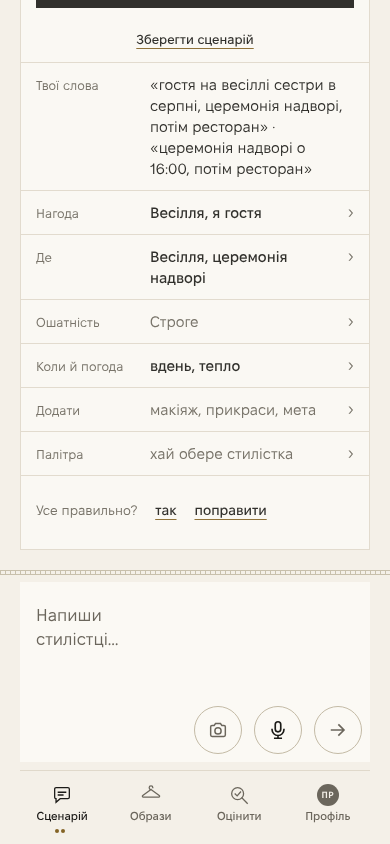 Зберегти сценарій
Твої слова
«гостя на весіллі сестри в
серпні, церемонія надворі,
потім ресторан» ·
«церемонія надворі о
16:00, потім ресторан»
Нагода
Весілля, я гостя
Де
Весілля, церемонія
надворі
Ошатність
Строге
Коли й погода
вдень, тепло
Додати
макіяж, прикраси, мета
Палітра
хай обере стилістка
Усе правильно? так поправити
Напиши
стилістці...
ПР
Сценарій Образи Оцінити Профіль